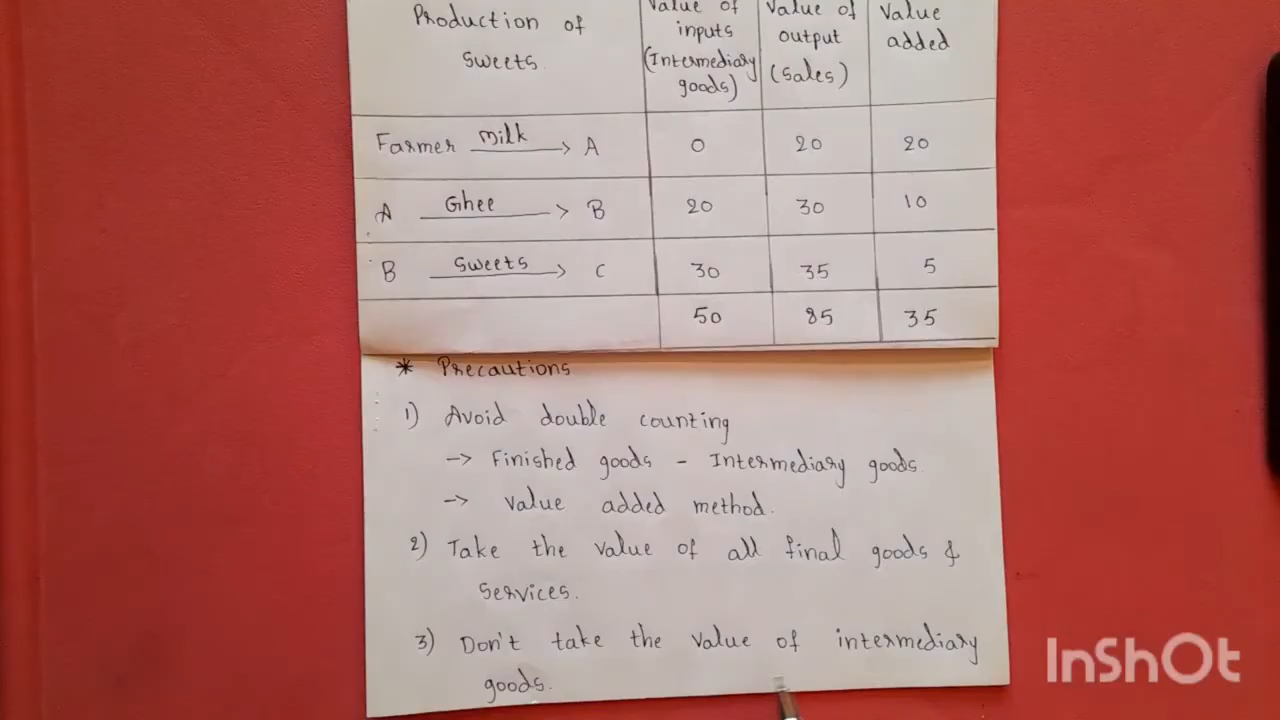 Production of Sweets
Value of inputs (Intermediary goods)
Value of output (Sales)
Value added
Farmer milk → A 0 20 20
A Ghee → B 20 30 10
B Sweets → C 30 35 5
50 85 35
* Precautions
1) Avoid double counting
→ Finished goods - Intermediary goods.
→ Value added method.
2) Take the value of all final goods &
Services.
3) Don't take the value of intermediary
goods.
InShOt